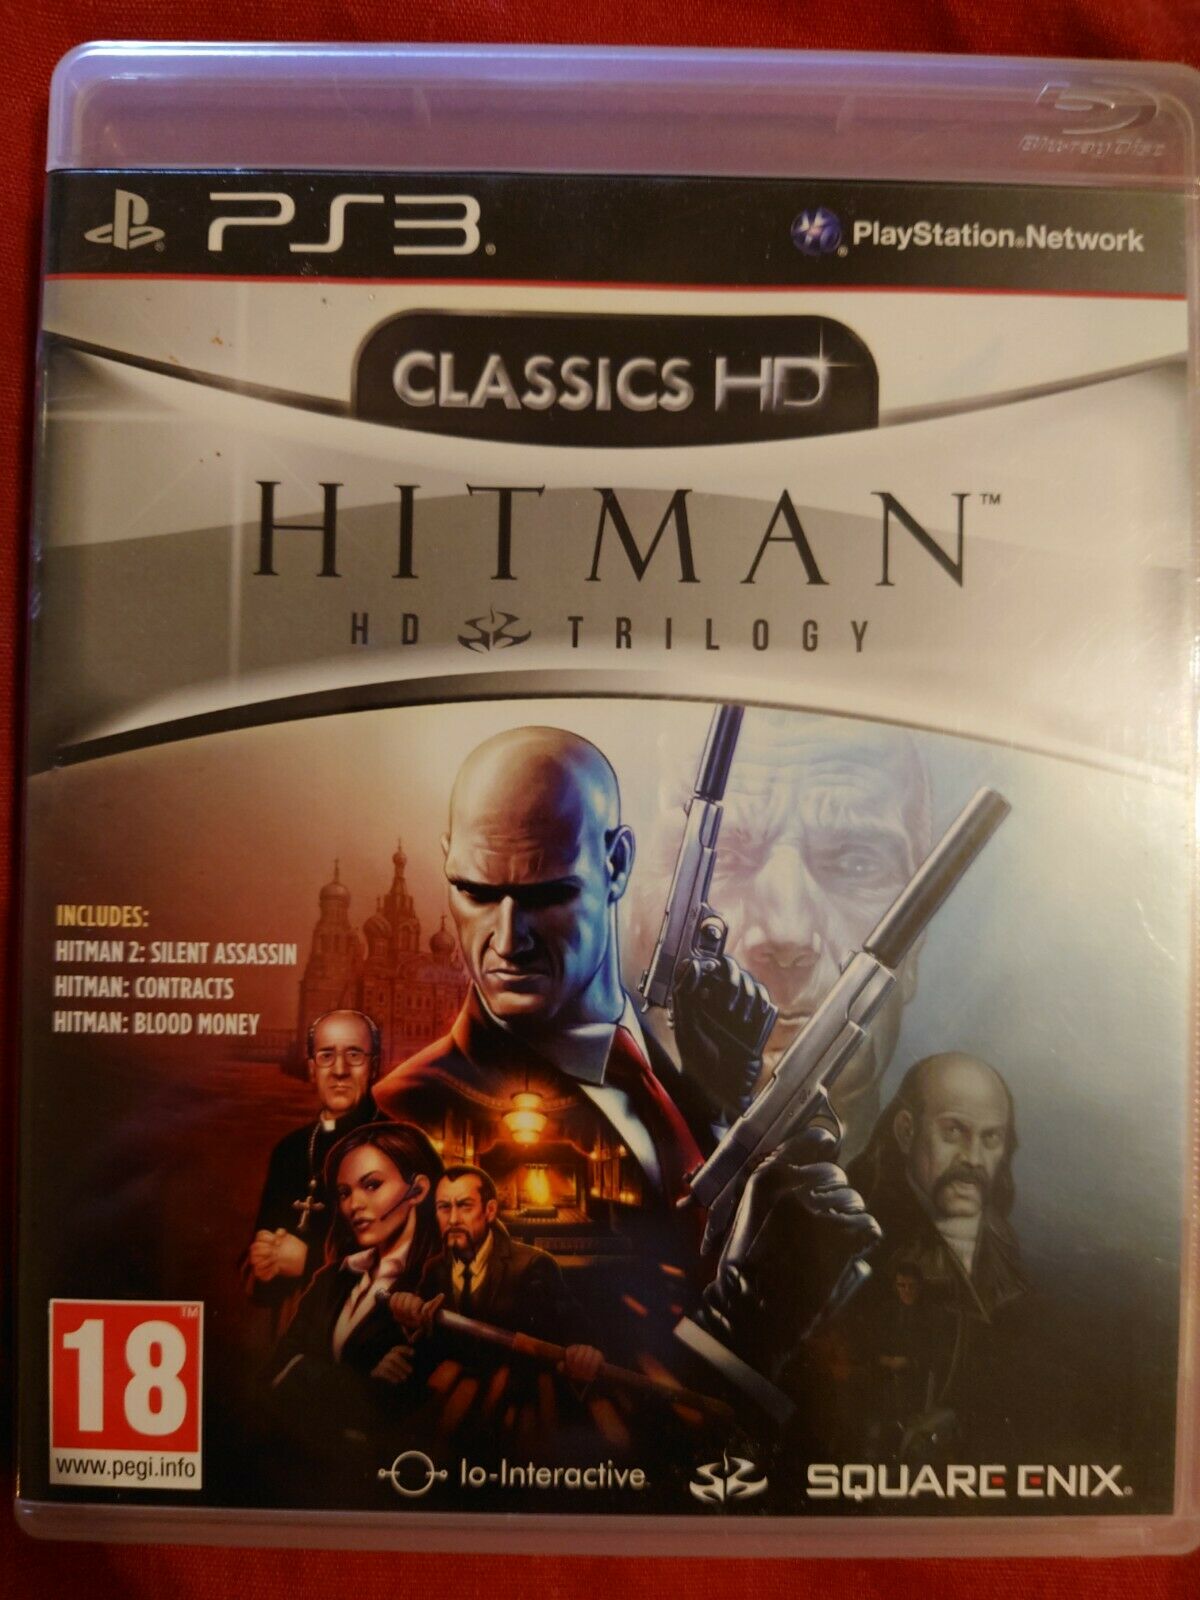 Blu-ray Disc
PS3
PlayStation®Network
CLASSICS HD
HITMAN™
HD TRILOGY
INCLUDES:
HITMAN 2: SILENT ASSASSIN
HITMAN: CONTRACTS
HITMAN: BLOOD MONEY
18™
www.pegi.info
Io-Interactive
SQUARE ENIX®